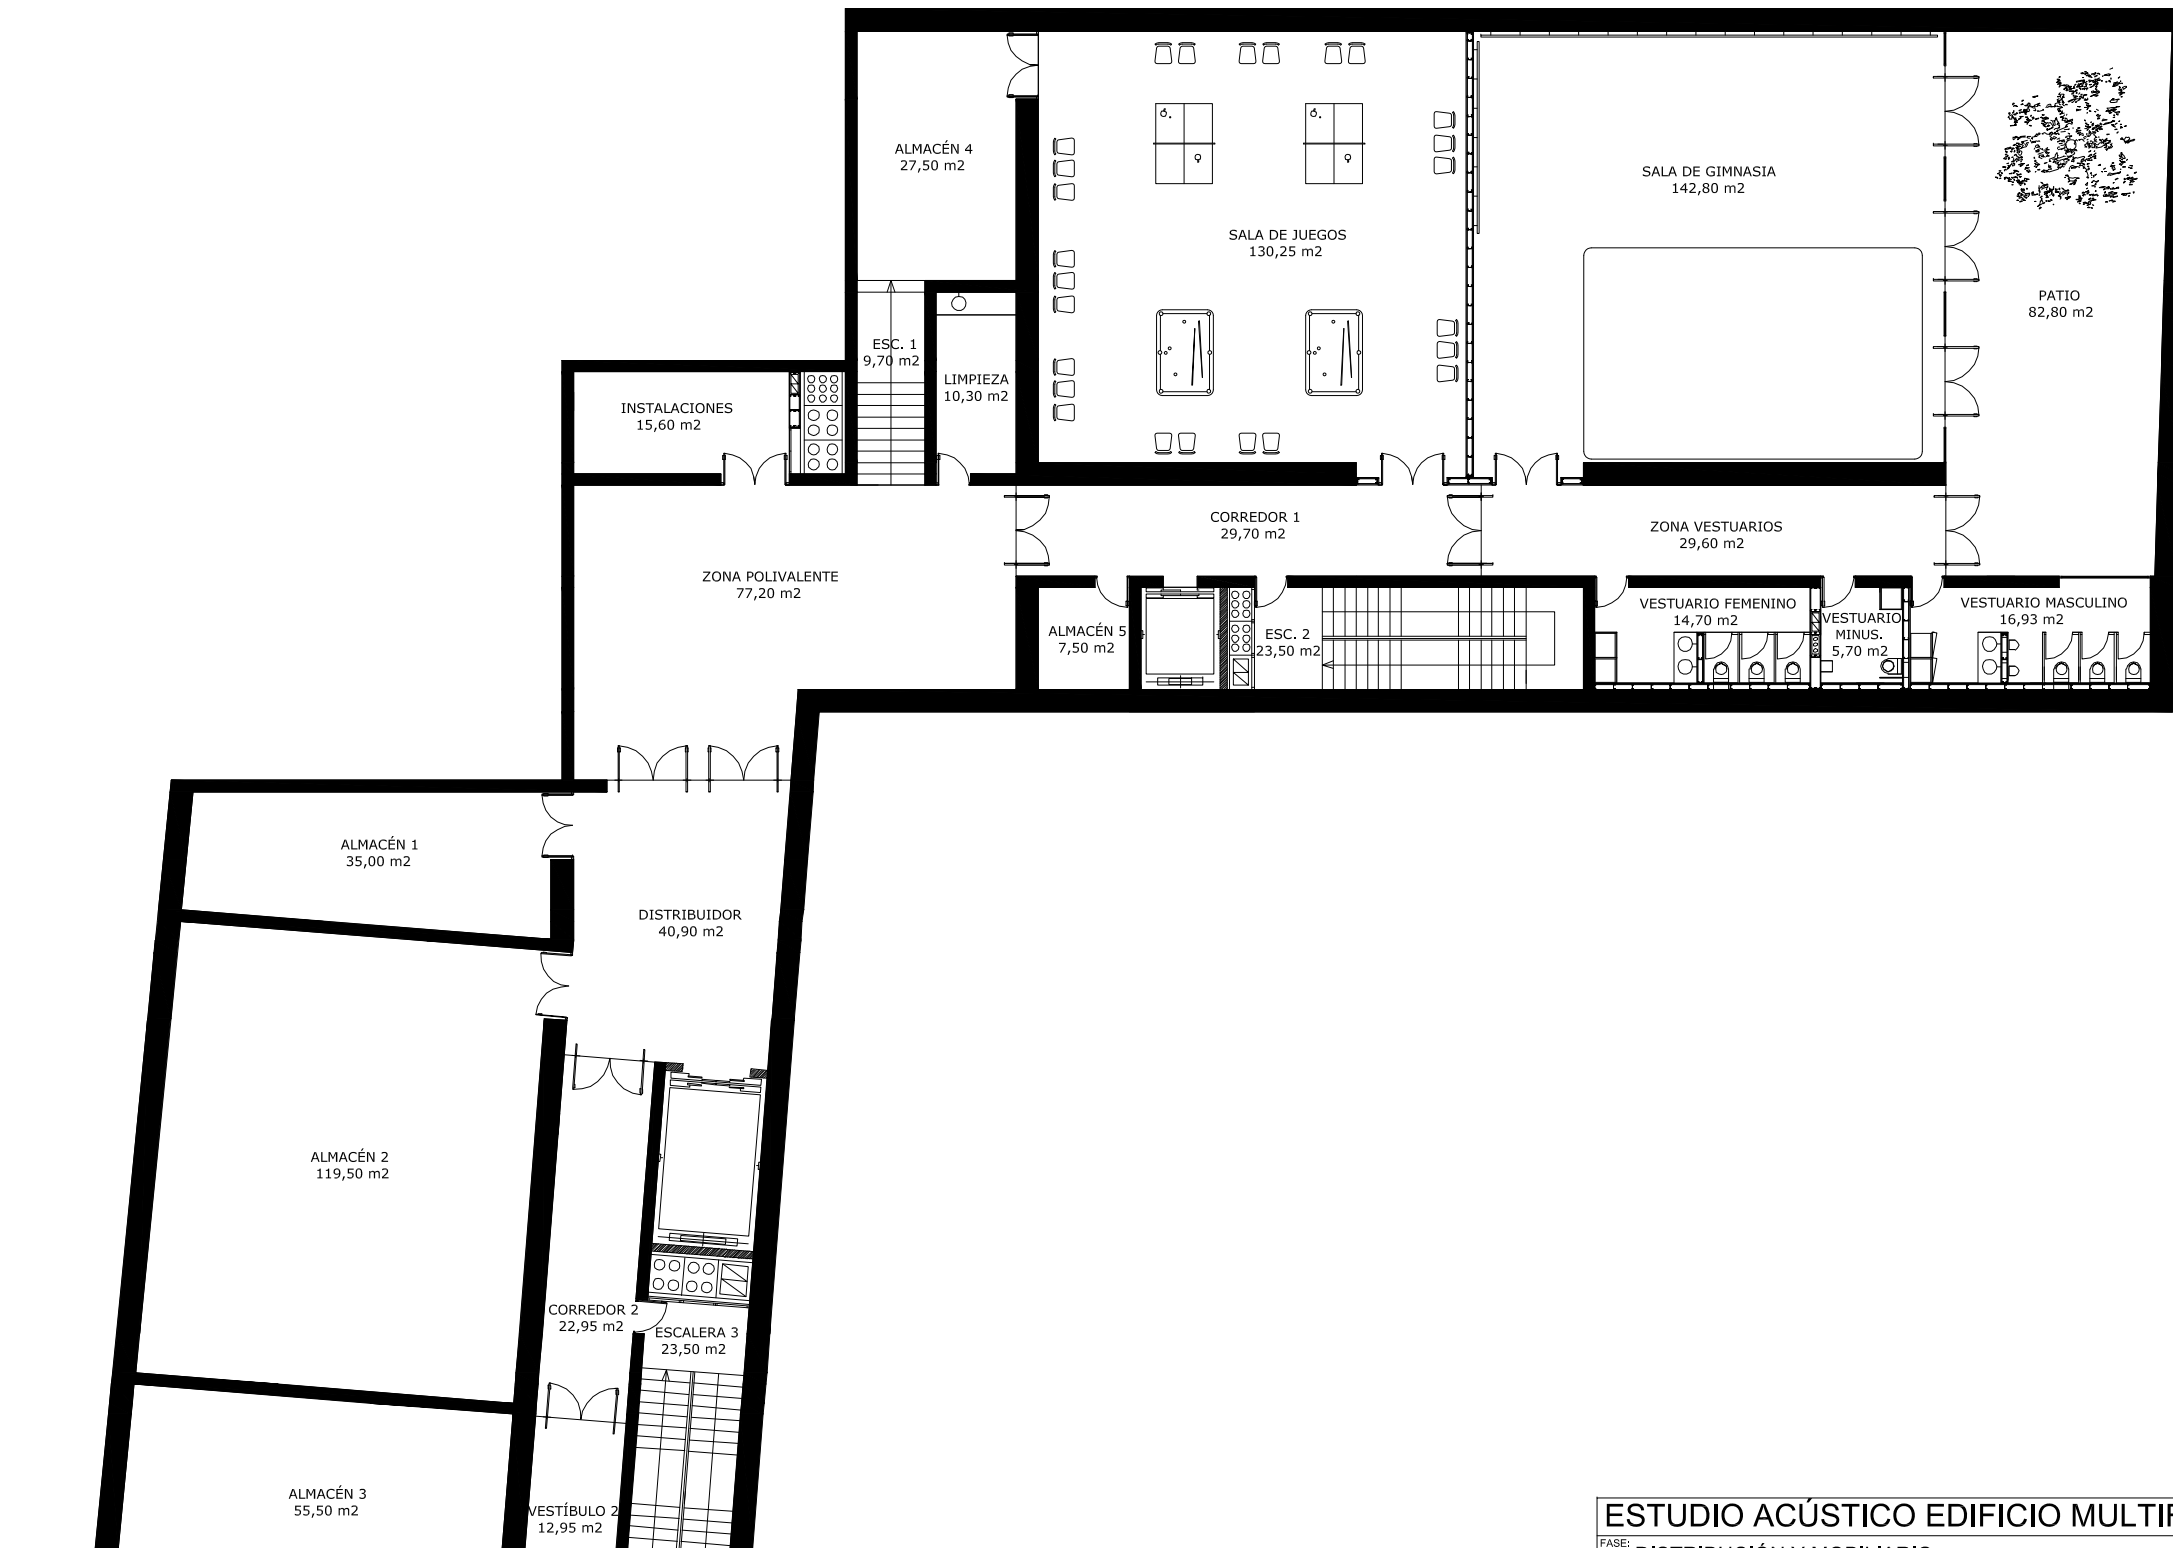 ALMACÉN 4
27,50 m2
SALA DE JUEGOS
130,25 m2
SALA DE GIMNASIA
142,80 m2
PATIO
82,80 m2
ESC. 1
9,70 m2
LIMPIEZA
10,30 m2
INSTALACIONES
15,60 m2
CORREDOR 1
29,70 m2
ZONA VESTUARIOS
29,60 m2
ZONA POLIVALENTE
77,20 m2
ALMACÉN 5
7,50 m2
ESC. 2
23,50 m2
VESTUARIO FEMENINO
14,70 m2
VESTUARIO
MINUS.
5,70 m2
VESTUARIO MASCULINO
16,93 m2
ALMACÉN 1
35,00 m2
DISTRIBUIDOR
40,90 m2
ALMACÉN 2
119,50 m2
CORREDOR 2
22,95 m2
ESCALERA 3
23,50 m2
ALMACÉN 3
55,50 m2
VESTÍBULO 2
12,95 m2
ESTUDIO ACÚSTICO EDIFICIO
FASE: